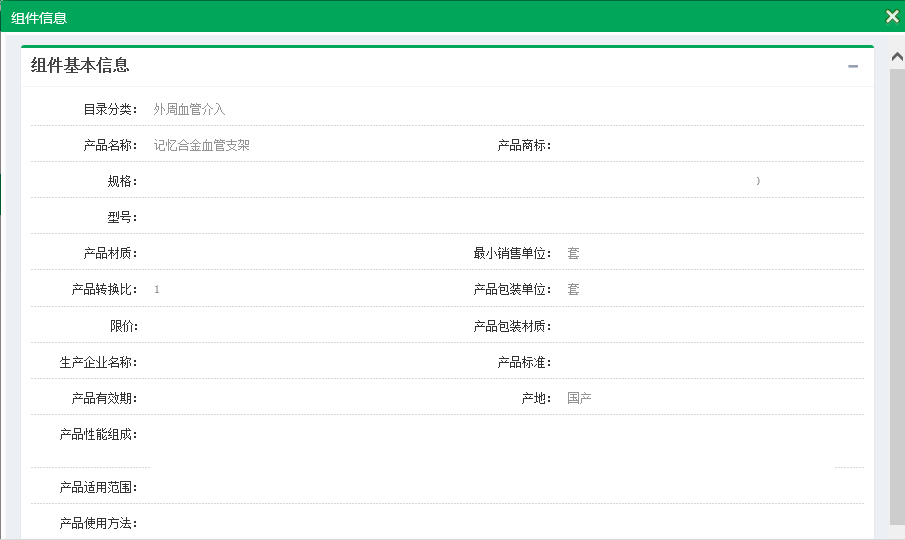 组件信息
组件基本信息
目录分类： 外周血管介入
产品名称： 记忆合金血管支架 产品商标：
规格： )
型号：
产品材质： 最小销售单位： 套
产品转换比： 1 产品包装单位： 套
限价： 产品包装材质：
生产企业名称： 产品标准：
产品有效期： 产地： 国产
产品性能组成：
产品适用范围：
产品使用方法：